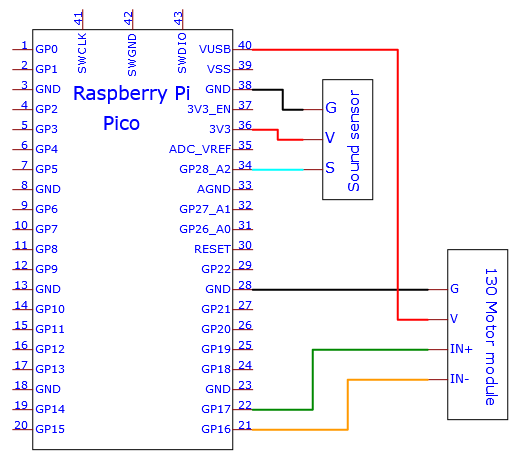 41 42 43
SWCLK SWGND SWDIO
Raspberry Pi
Pico
1 GP0 VUSB 40
2 GP1 VSS 39
3 GND GND 38
4 GP2 3V3_EN 37
5 GP3 3V3 36
6 GP4 ADC_VREF 35
7 GP5 GP28_A2 34
8 GND AGND 33
9 GP6 GP27_A1 32
10 GP7 GP26_A0 31
11 GP8 RESET 30
12 GP9 GP22 29
13 GND GND 28
14 GP10 GP21 27
15 GP11 GP20 26
16 GP12 GP19 25
17 GP13 GP18 24
18 GND GND 23
19 GP14 GP17 22
20 GP15 GP16 21
G
V
S
Sound sensor
G
V
IN+
IN-
130 Motor module